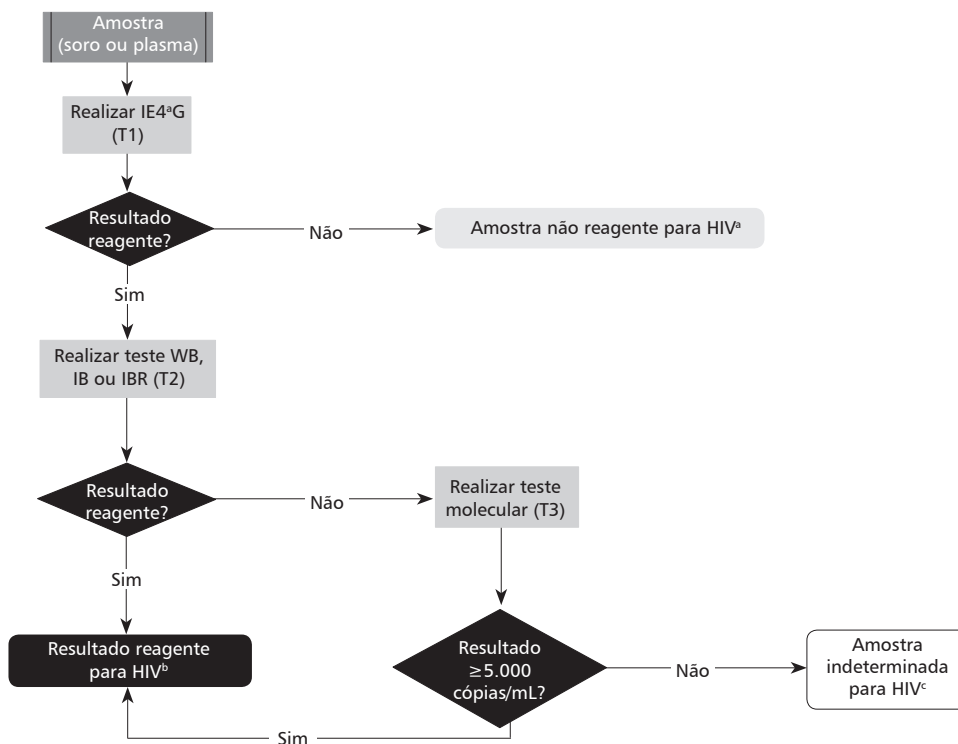 Amostra
(soro ou plasma)
Realizar IE4ªG
(T1)
Resultado
reagente?
Não
Amostra não reagente para HIVᵃ
Sim
Realizar teste WB,
IB ou IBR (T2)
Resultado
reagente?
Não
Realizar teste
molecular (T3)
Sim
Resultado reagente
para HIVᵇ
Resultado
≥5.000
cópias/mL?
Não
Amostra
indeterminada
para HIVᶜ
Sim